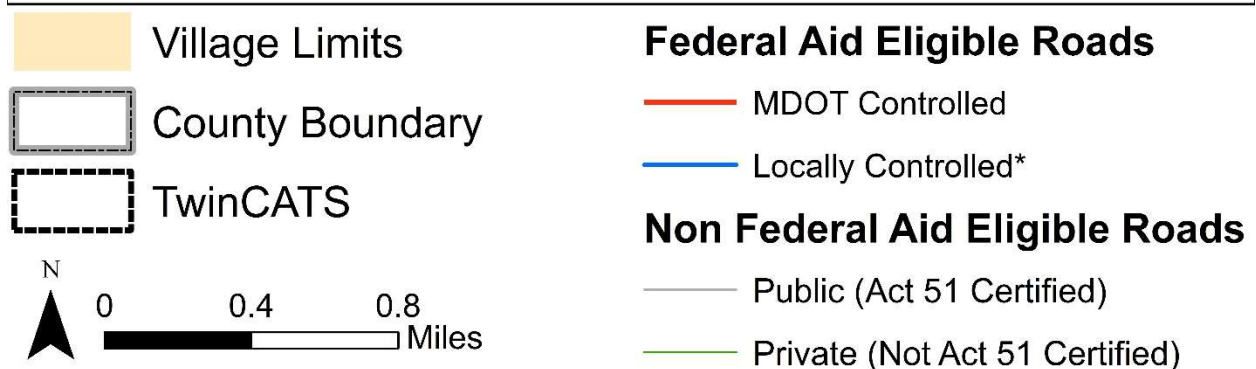 Village Limits
County Boundary
TwinCATS
N
0 0.4 0.8
Miles
Federal Aid Eligible Roads
MDOT Controlled
Locally Controlled*
Non Federal Aid Eligible Roads
Public (Act 51 Certified)
Private (Not Act 51 Certified)